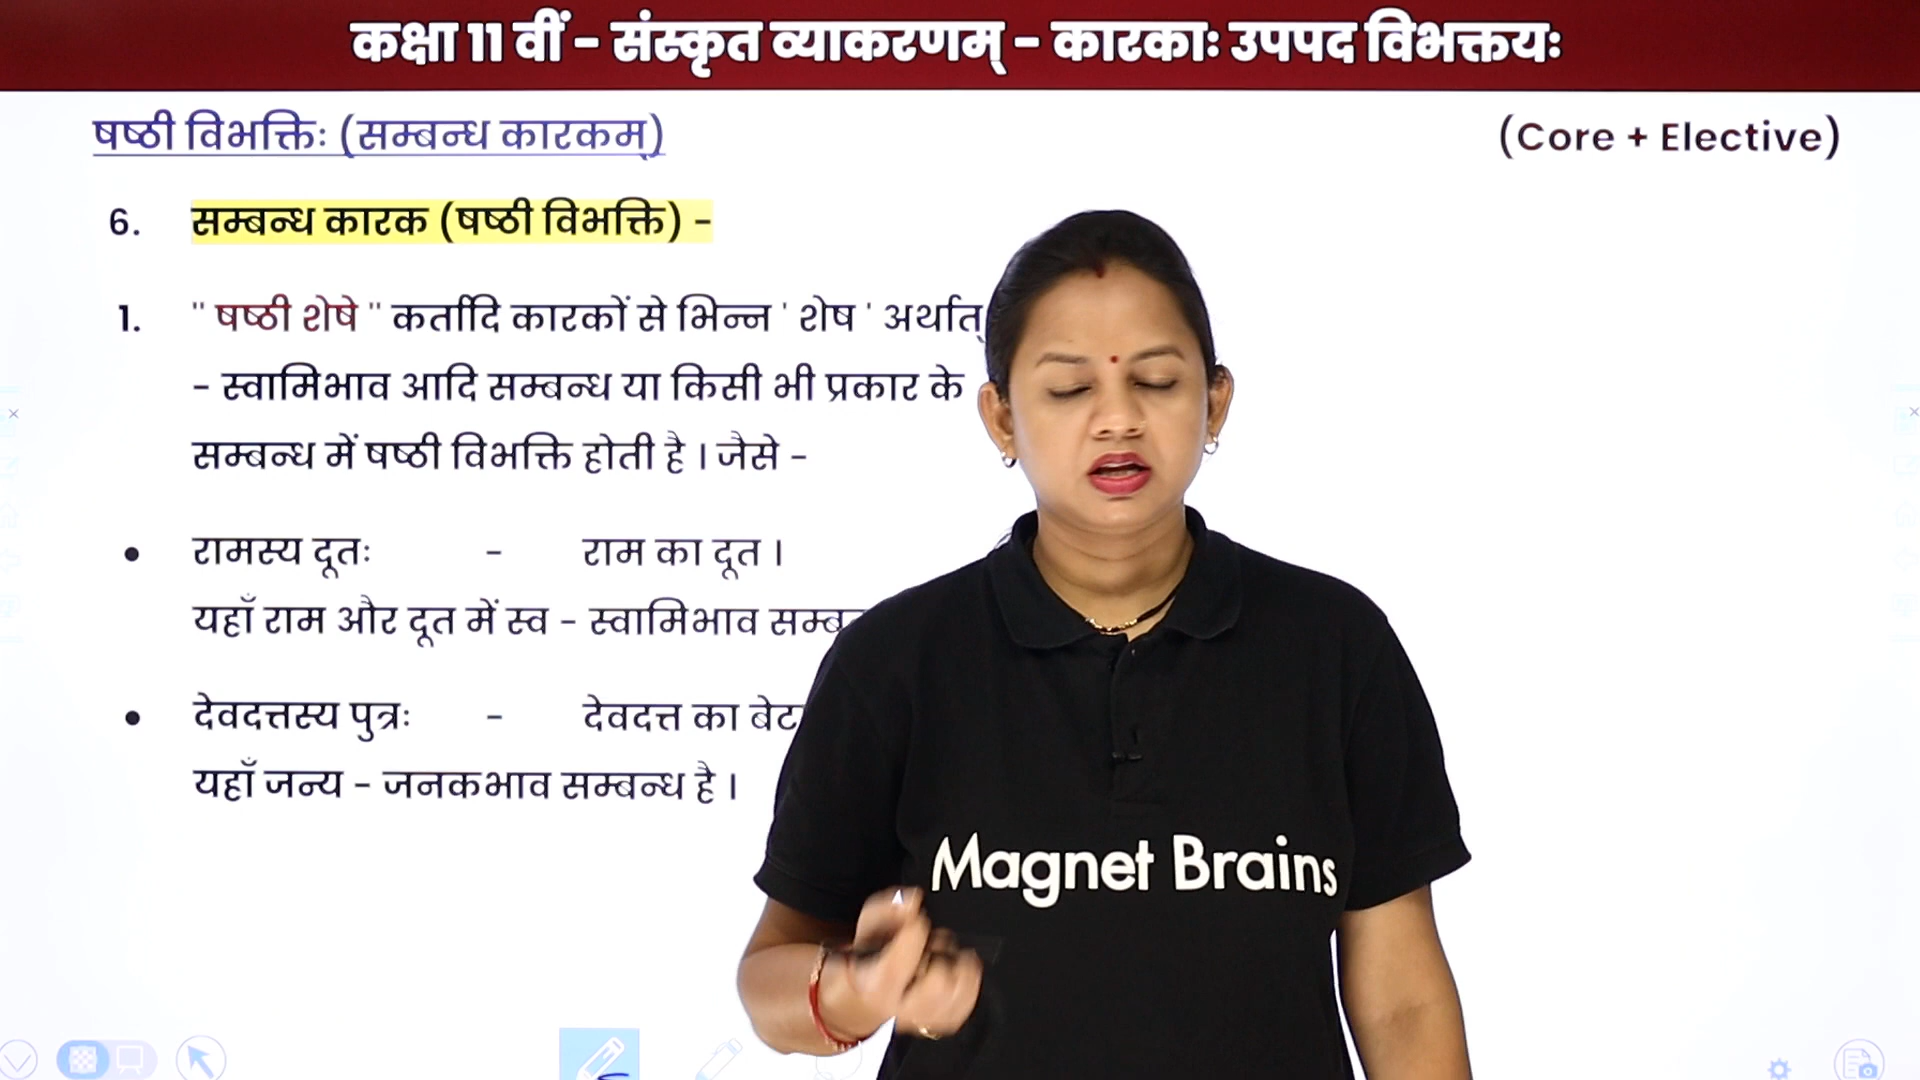 कक्षा 11 वीं - संस्कृत व्याकरणम् - कारकाः उपपद विभक्तयः
षष्ठी विभक्तिः (सम्बन्ध कारकम्)
(Core + Elective)
6. सम्बन्ध कारक (षष्ठी विभक्ति) -
1. " षष्ठी शेषे " कर्तादि कारकों से भिन्न ' शेष ' अर्थात्
- स्वामिभाव आदि सम्बन्ध या किसी भी प्रकार के
सम्बन्ध में षष्ठी विभक्ति होती है । जैसे -
• रामस्य दूतः - राम का दूत ।
यहाँ राम और दूत में स्व - स्वामिभाव
• देवदत्तस्य पुत्रः - देवदत्त का
यहाँ जन्य - जनकभाव सम्बन्ध है ।
Magnet Brains